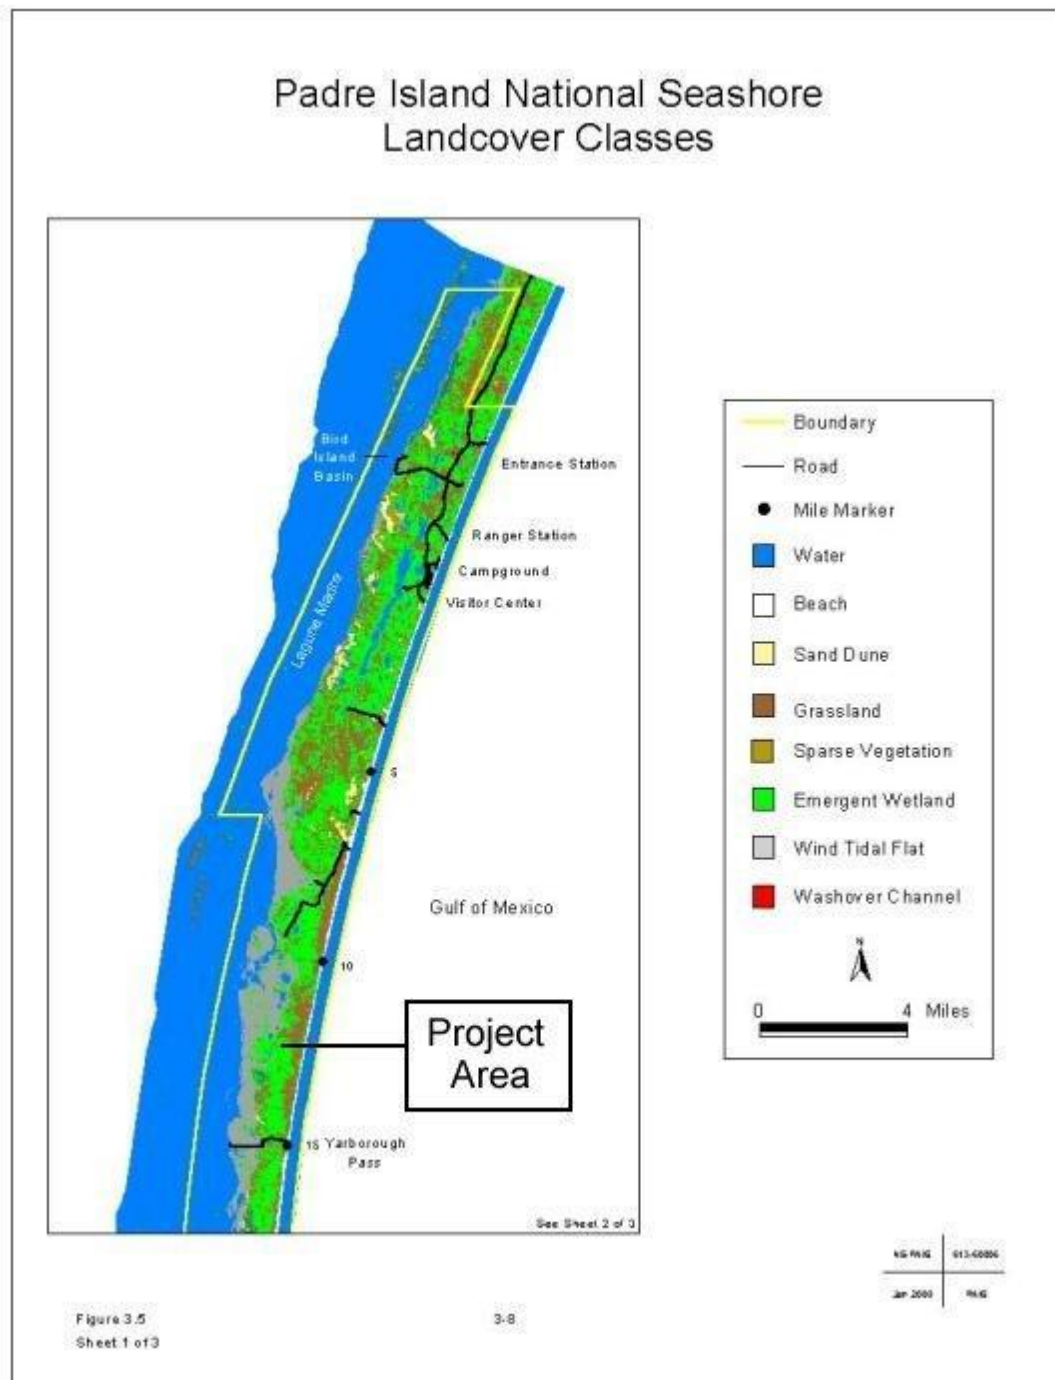 Padre Island National Seashore
Landcover Classes
Bird
Island
Basin
Entrance Station
Ranger Station
Campground
Visitor Center
Laguna Madre
5
Gulf of Mexico
10
Project
Area
15 Yarborough
Pass
See Sheet 2 of 3
Boundary
Road
Mile Marker
Water
Beach
Sand Dune
Grassland
Sparse Vegetation
Emergent Wetland
Wind Tidal Flat
Washover Channel
N
0 4 Miles
Jan 2000
Figure 3.5
3-8
Sheet 1 of 3